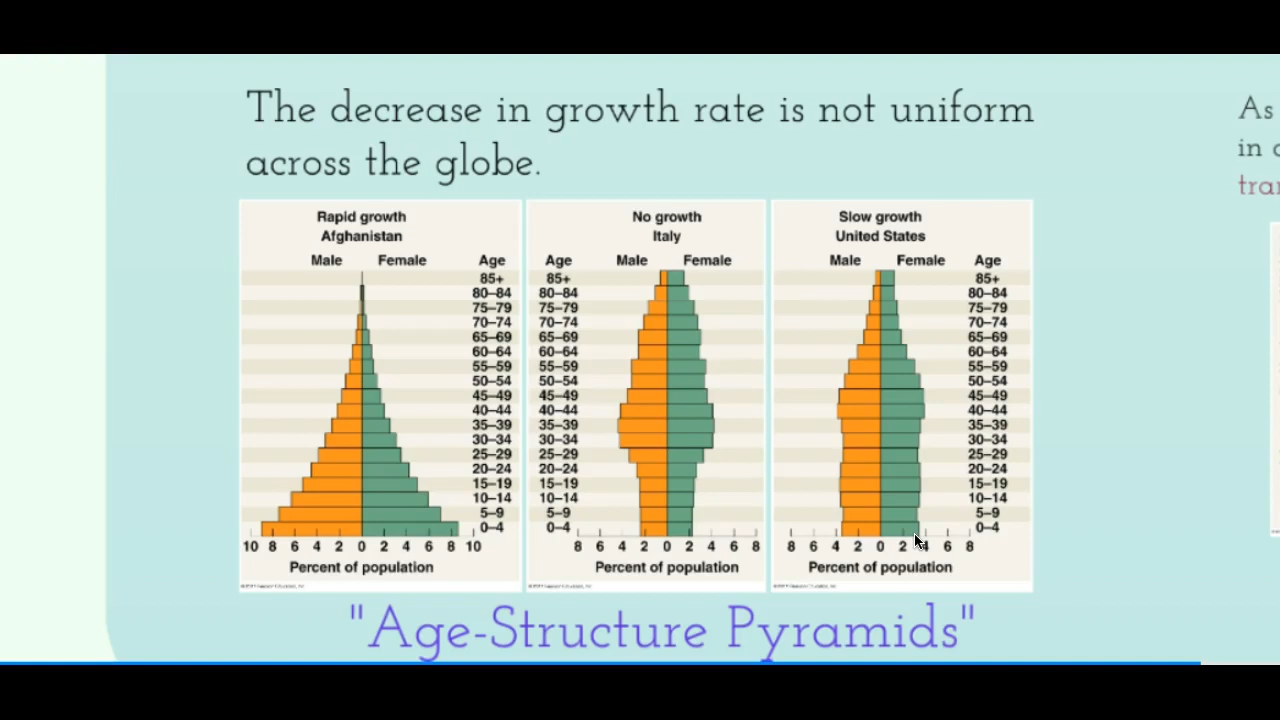 The decrease in growth rate is not uniform
across the globe.
Rapid growth
Afghanistan
Male Female Age
85+
80–84
75–79
70–74
65–69
60–64
55–59
50–54
45–49
40–44
35–39
30–34
25–29
20–24
15–19
10–14
5–9
0–4
10 8 6 4 2 0 2 4 6 8 10
Percent of population
No growth
Italy
Age Male Female
85+
80–84
75–79
70–74
65–69
60–64
55–59
50–54
45–49
40–44
35–39
30–34
25–29
20–24
15–19
10–14
5–9
0–4
8 6 4 2 0 2 4 6 8
Percent of population
Slow growth
United States
Male Female Age
85+
80–84
75–79
70–74
65–69
60–64
55–59
50–54
45–49
40–44
35–39
30–34
25–29
20–24
15–19
10–14
5–9
0–4
8 6 4 2 0 2 4 6 8
Percent of population
"Age-Structure Pyramids"
As
in